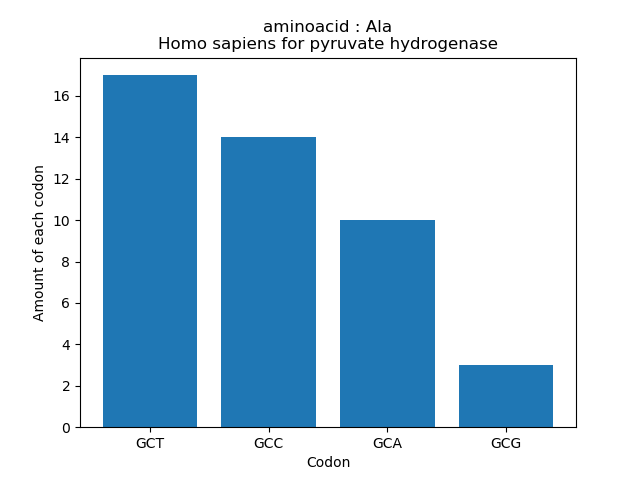 aminoacid : Ala
Homo sapiens for pyruvate hydrogenase
Amount of each codon
16
14
12
10
8
6
4
2
0
GCT GCC GCA GCG
Codon